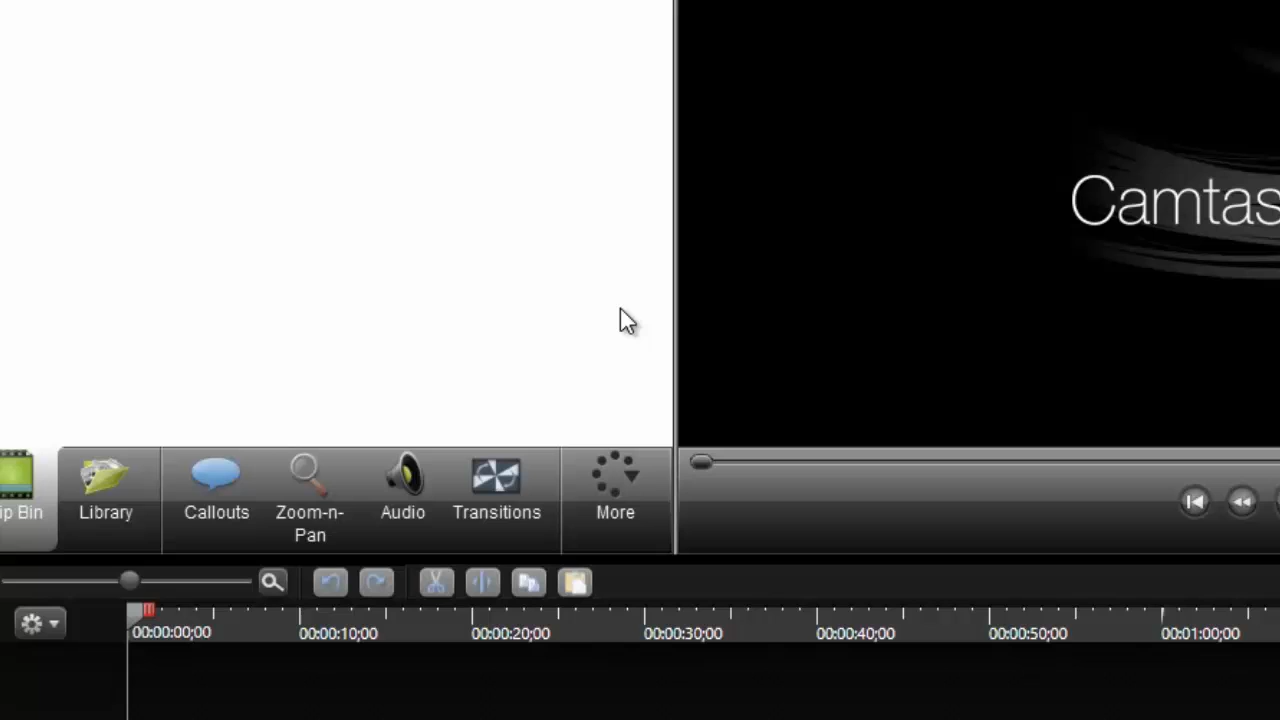 Camtas
ip Bin
Library
Callouts
Zoom-n-
Pan
Audio
Transitions
More
00:00:00;00
00:00:10;00
00:00:20;00
00:00:30;00
00:00:40;00
00:00:50;00
00:01:00;00